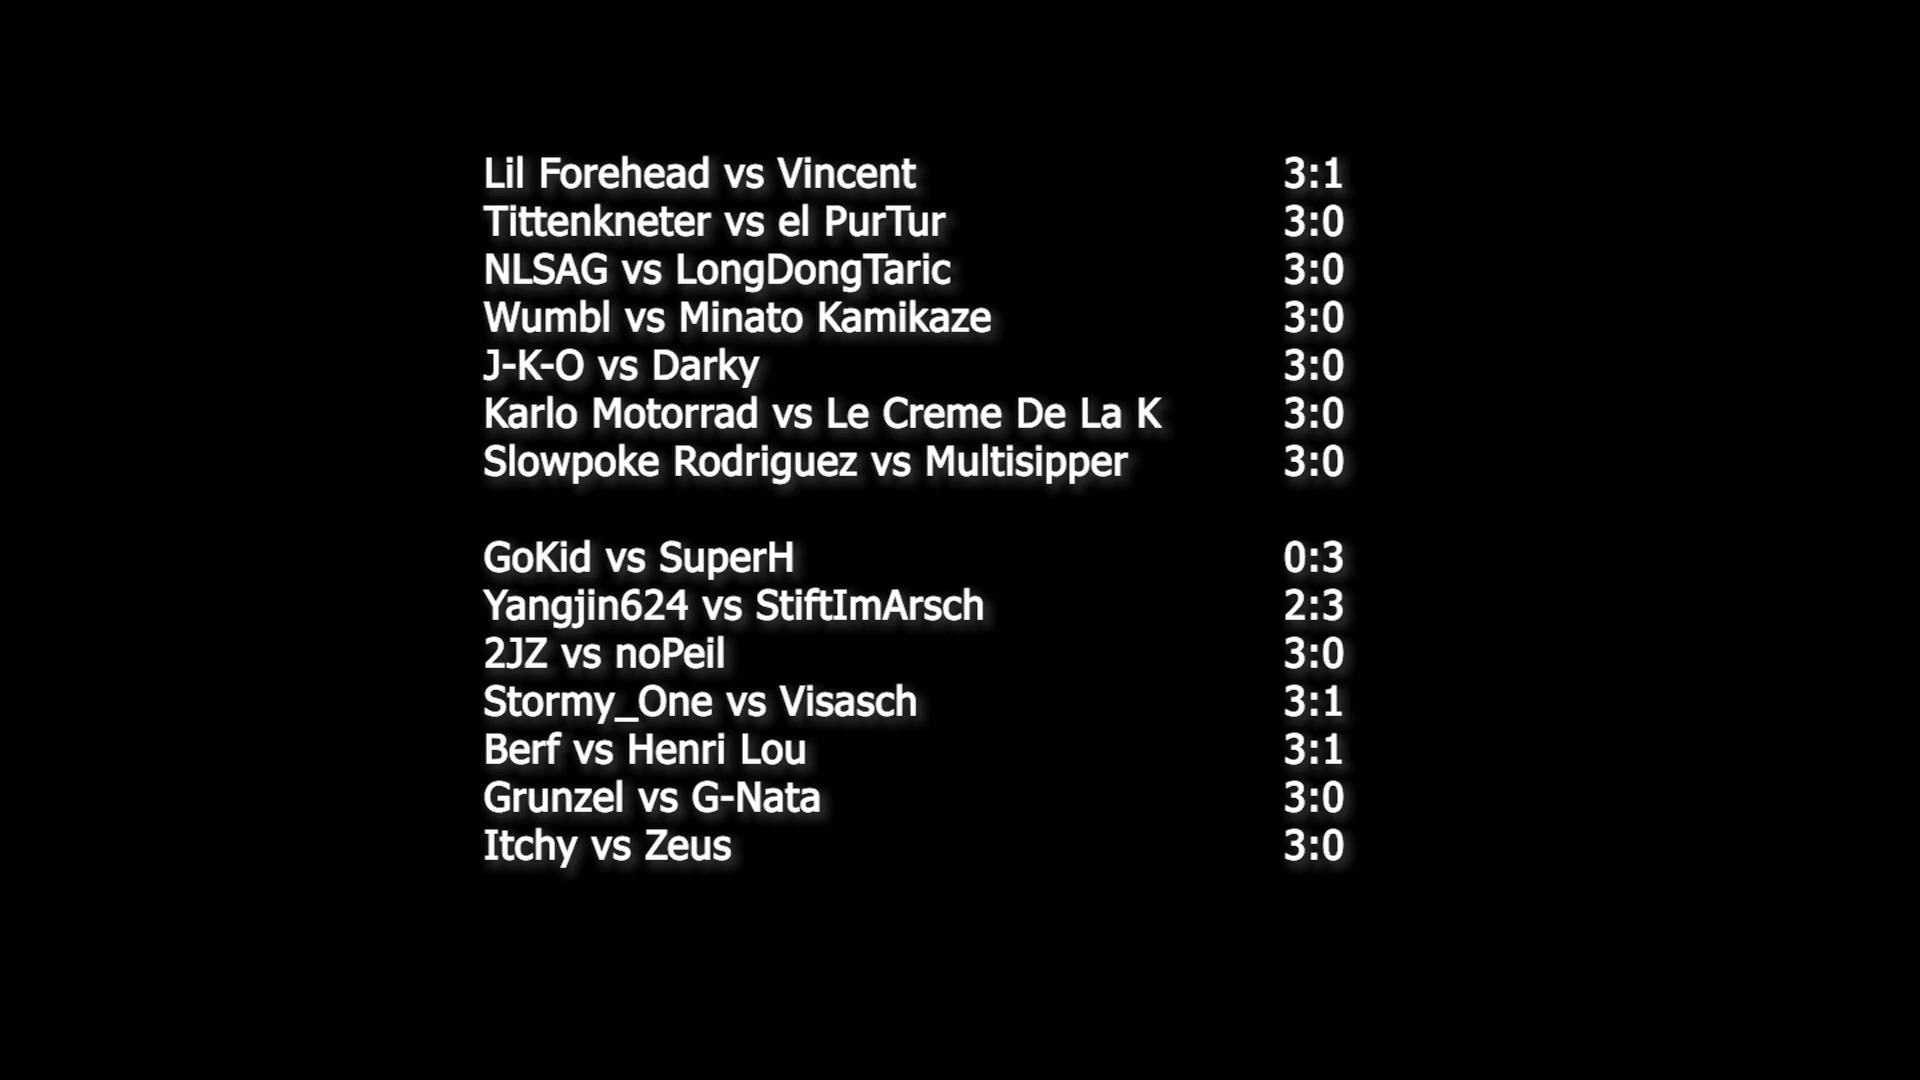 Lil Forehead vs Vincent 3:1
Tittenkneter vs el PurTur 3:0
NLSAG vs LongDongTaric 3:0
Wumbl vs Minato Kamikaze 3:0
J-K-O vs Darky 3:0
Karlo Motorrad vs Le Creme De La K 3:0
Slowpoke Rodriguez vs Multisipper 3:0
GoKid vs SuperH 0:3
Yangjin624 vs StiftImArsch 2:3
2JZ vs noPeil 3:0
Stormy_One vs Visasch 3:1
Berf vs Henri Lou 3:1
Grunzel vs G-Nata 3:0
Itchy vs Zeus 3:0